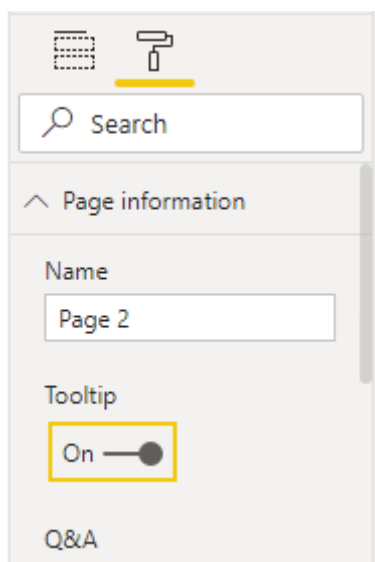 Search
Page information
Name
Page 2
Tooltip
On
Q&A